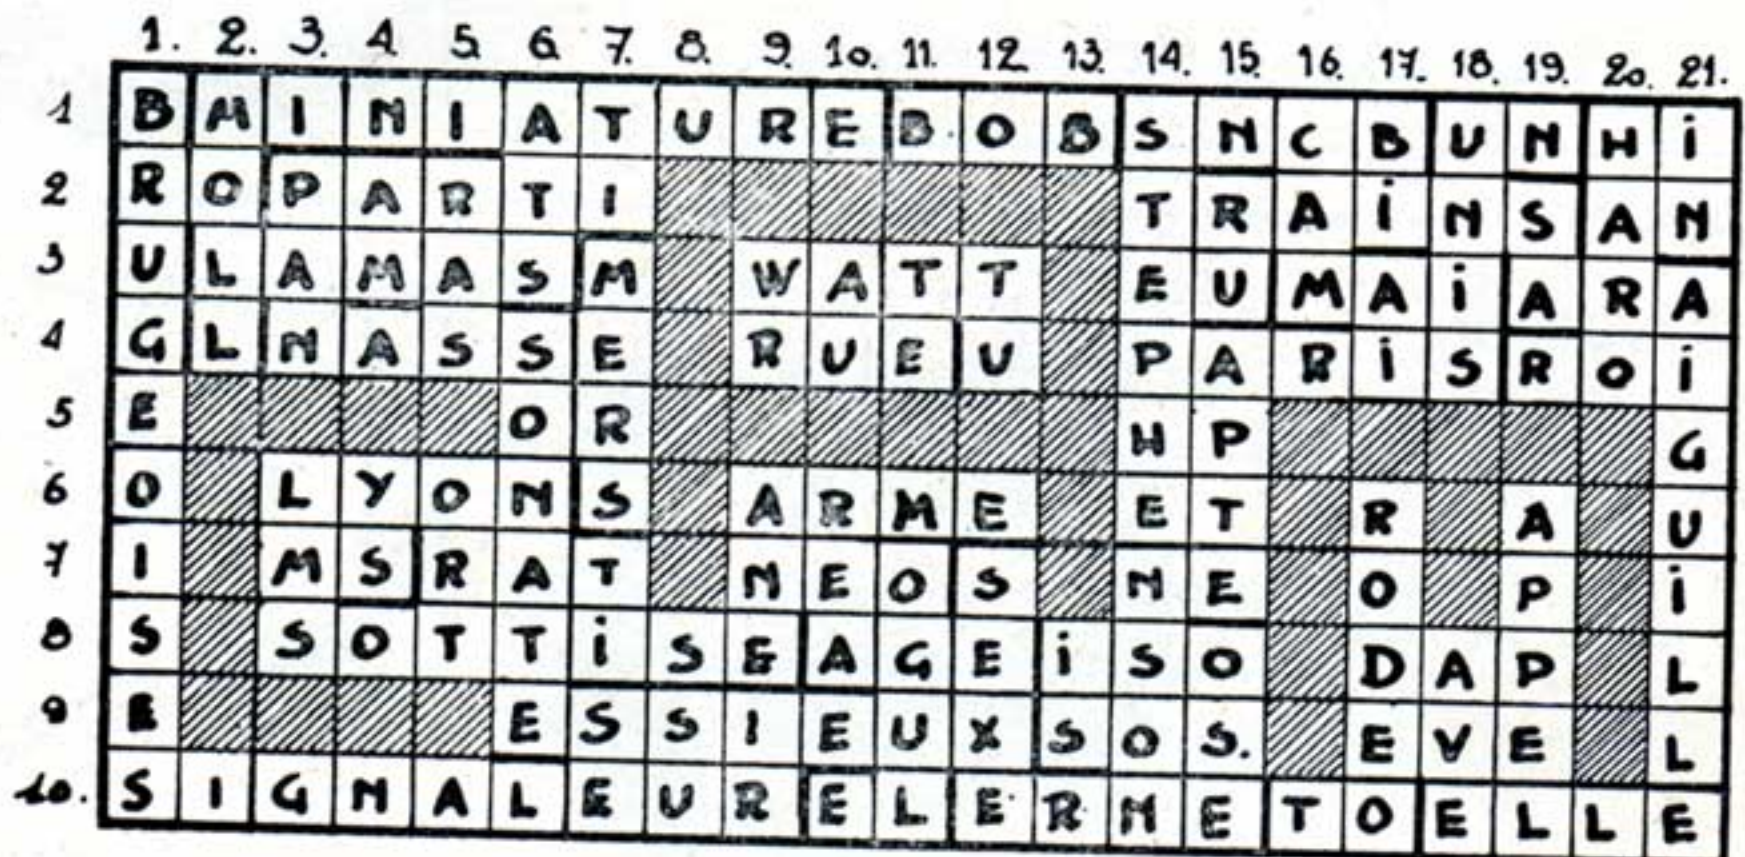 1. 2. 3. 4. 5. 6. 7. 8. 9. 10. 11. 12. 13. 14. 15. 16. 17. 18. 19. 20. 21.
1 B M I N I A T U R E B O B S N C B U N H I
2 R O P A R T I T R A I N S A N
3 U L A M A S M W A T T E U M A I A R A
4 G L N A S S E R U E U P A R I S R O I
5 E O R H P G
6 O L Y O N S A R M E E T R A U
7 I M S R A T N E O S N E O P I
8 S S O T T I S E A G E I S O D A P L
9 E E S S I E U X S O S. E V E L
10. S I G N A L E U R E L E R N E T O E L L E